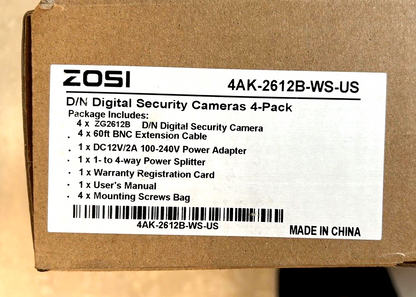 ZOSI
4AK-2612B-WS-US
D/N Digital Security Cameras 4-Pack
Package Includes:
4 x ZG2612B D/N Digital Security Camera
4 x 60ft BNC Extension Cable
1 x DC12V/2A 100-240V Power Adapter
1 x 1- to 4-way Power Splitter
1 x Warranty Registration Card
1 x User's Manual
4 x Mounting Screws Bag
4AK-2612B-WS-US
MADE IN CHINA